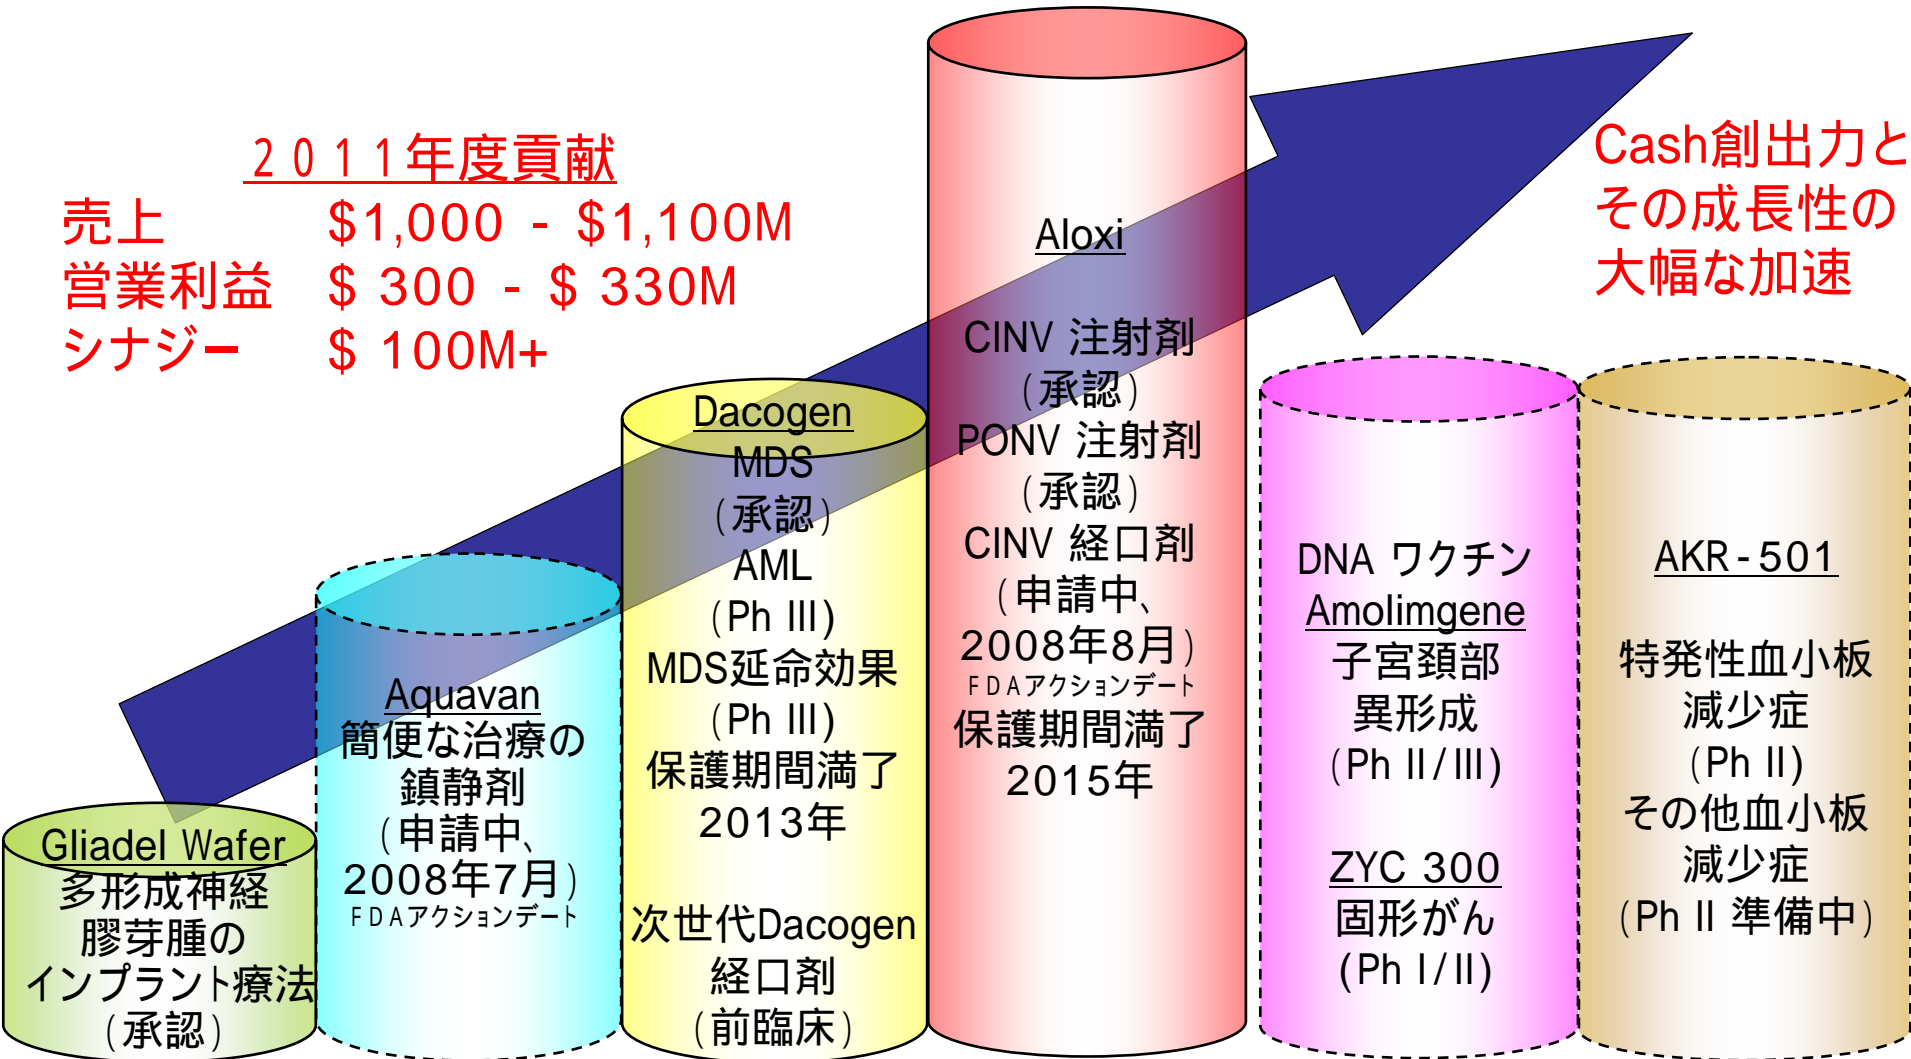 ２０１１年度貢献
売上 $1,000 - $1,100M
営業利益 $ 300 - $ 330M
シナジー $ 100M+
Cash創出力と
その成長性の
大幅な加速
Gliadel Wafer
多形成神経
膠芽腫の
インプラント療法
(承認)
Aquavan
簡便な治療の
鎮静剤
(申請中、
2008年7月)
ＦＤＡアクションデート
Dacogen
MDS
(承認)
AML
(Ph III)
MDS延命効果
(Ph III)
保護期間満了
2013年
次世代Dacogen
経口剤
(前臨床)
Aloxi
CINV 注射剤
(承認)
PONV 注射剤
(承認)
CINV 経口剤
(申請中、
2008年8月)
ＦＤＡアクションデート
保護期間満了
2015年
DNA ワクチン
Amolimgene
子宮頚部
異形成
(Ph II/III)
ZYC 300
固形がん
(Ph I/II)
AKR-501
特発性血小板
減少症
(Ph II)
その他血小板
減少症
(Ph II 準備中)